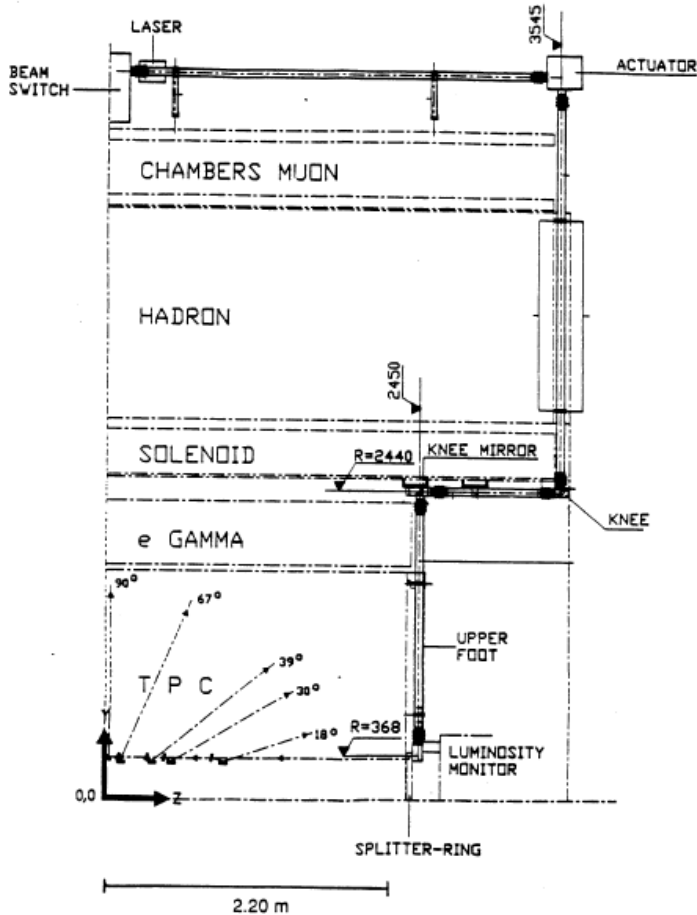 LASER
3545
ACTUATOR
BEAM
SWITCH
CHAMBERS MUON
HADRON
2450
SOLENOID
R=2440
KNEE MIRROR
KNEE
e GAMMA
90°
67°
39°
30°
18°
T P C
UPPER
FOOT
R=368
LUMINOSITY
MONITOR
Y
0,0
Z
SPLITTER-RING
2.20 m